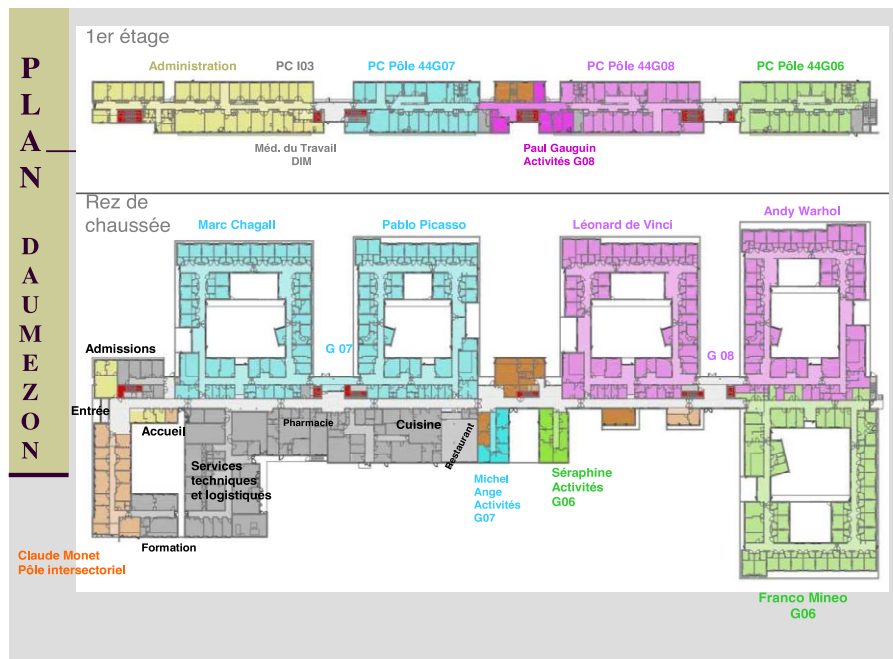 PLAN DAUMEZON
1er étage
Administration
PC I03
PC Pôle 44G07
PC Pôle 44G08
PC Pôle 44G06
Méd. du Travail
DIM
Paul Gauguin
Activités G08
Rez de
chaussée
Marc Chagall
Pablo Picasso
Léonard de Vinci
Andy Warhol
G 07
G 08
Admissions
Entrée
Accueil
Pharmacie
Cuisine
Restaurant
Services
techniques
et logistiques
Michel
Ange
Activités
G07
Séraphine
Activités
G06
Formation
Claude Monet
Pôle intersectoriel
Franco Mineo
G06